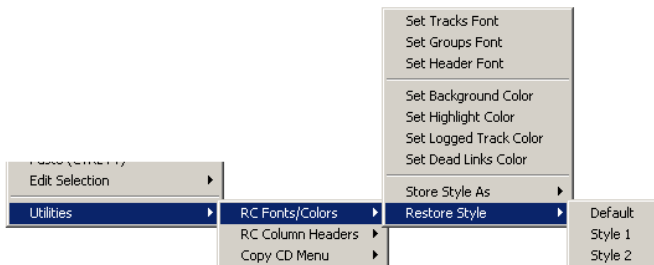 Set Tracks Font
Set Groups Font
Set Header Font
Set Background Color
Set Highlight Color
Set Logged Track Color
Set Dead Links Color
Edit Selection
Store Style As
Utilities
RC Fonts/Colors
Restore Style
Default
RC Column Headers
Style 1
Copy CD Menu
Style 2